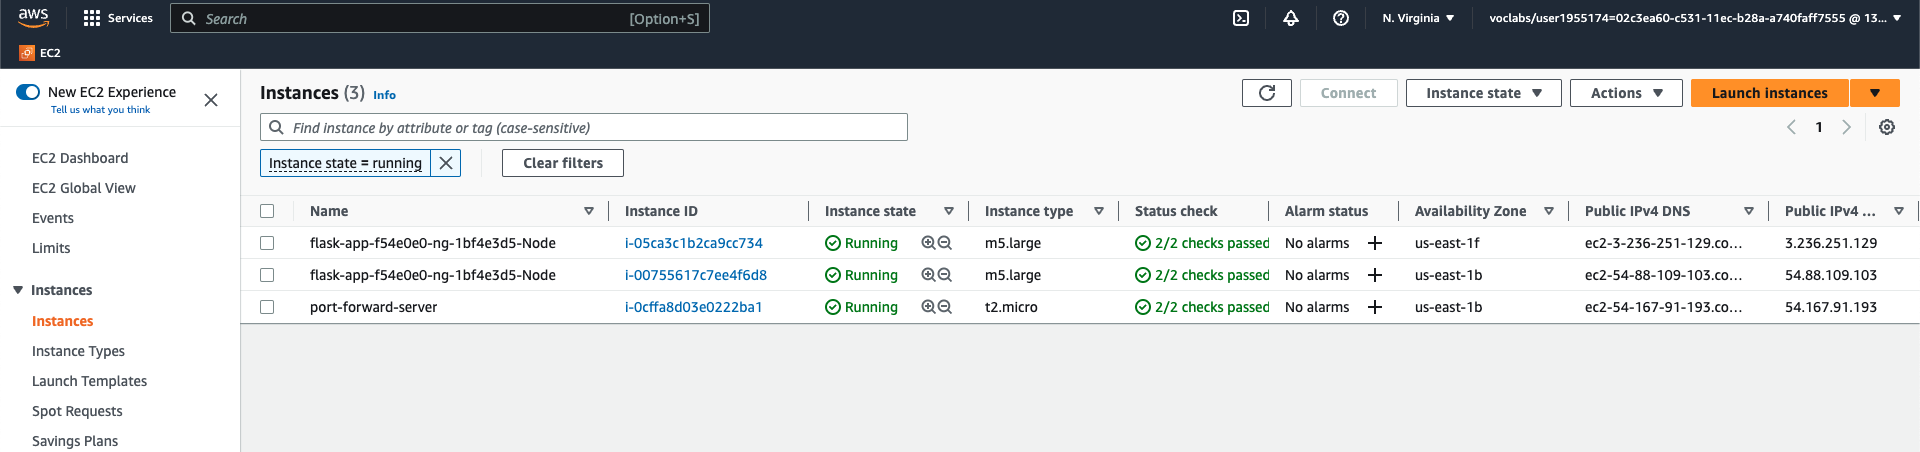 aws Services Search [Option+S] N. Virginia voclabs/user1955174=02c3ea60-c531-11ec-b28a-a740faff7555 @ 13...
EC2
New EC2 Experience
Tell us what you think
EC2 Dashboard
EC2 Global View
Events
Limits
Instances
Instances
Instance Types
Launch Templates
Spot Requests
Savings Plans
Instances (3) Info Connect Instance state Actions Launch instances
Find instance by attribute or tag (case-sensitive) 1
Instance state = running Clear filters
Name Instance ID Instance state Instance type Status check Alarm status Availability Zone Public IPv4 DNS Public IPv4 ...
flask-app-f54e0e0-ng-1bf4e3d5-Node i-05ca3c1b2ca9cc734 Running m5.large 2/2 checks passed No alarms + us-east-1f ec2-3-236-251-129.co... 3.236.251.129
flask-app-f54e0e0-ng-1bf4e3d5-Node i-00755617c7ee4f6d8 Running m5.large 2/2 checks passed No alarms + us-east-1b ec2-54-88-109-103.co... 54.88.109.103
port-forward-server i-0cffa8d03e0222ba1 Running t2.micro 2/2 checks passed No alarms + us-east-1b ec2-54-167-91-193.co... 54.167.91.193